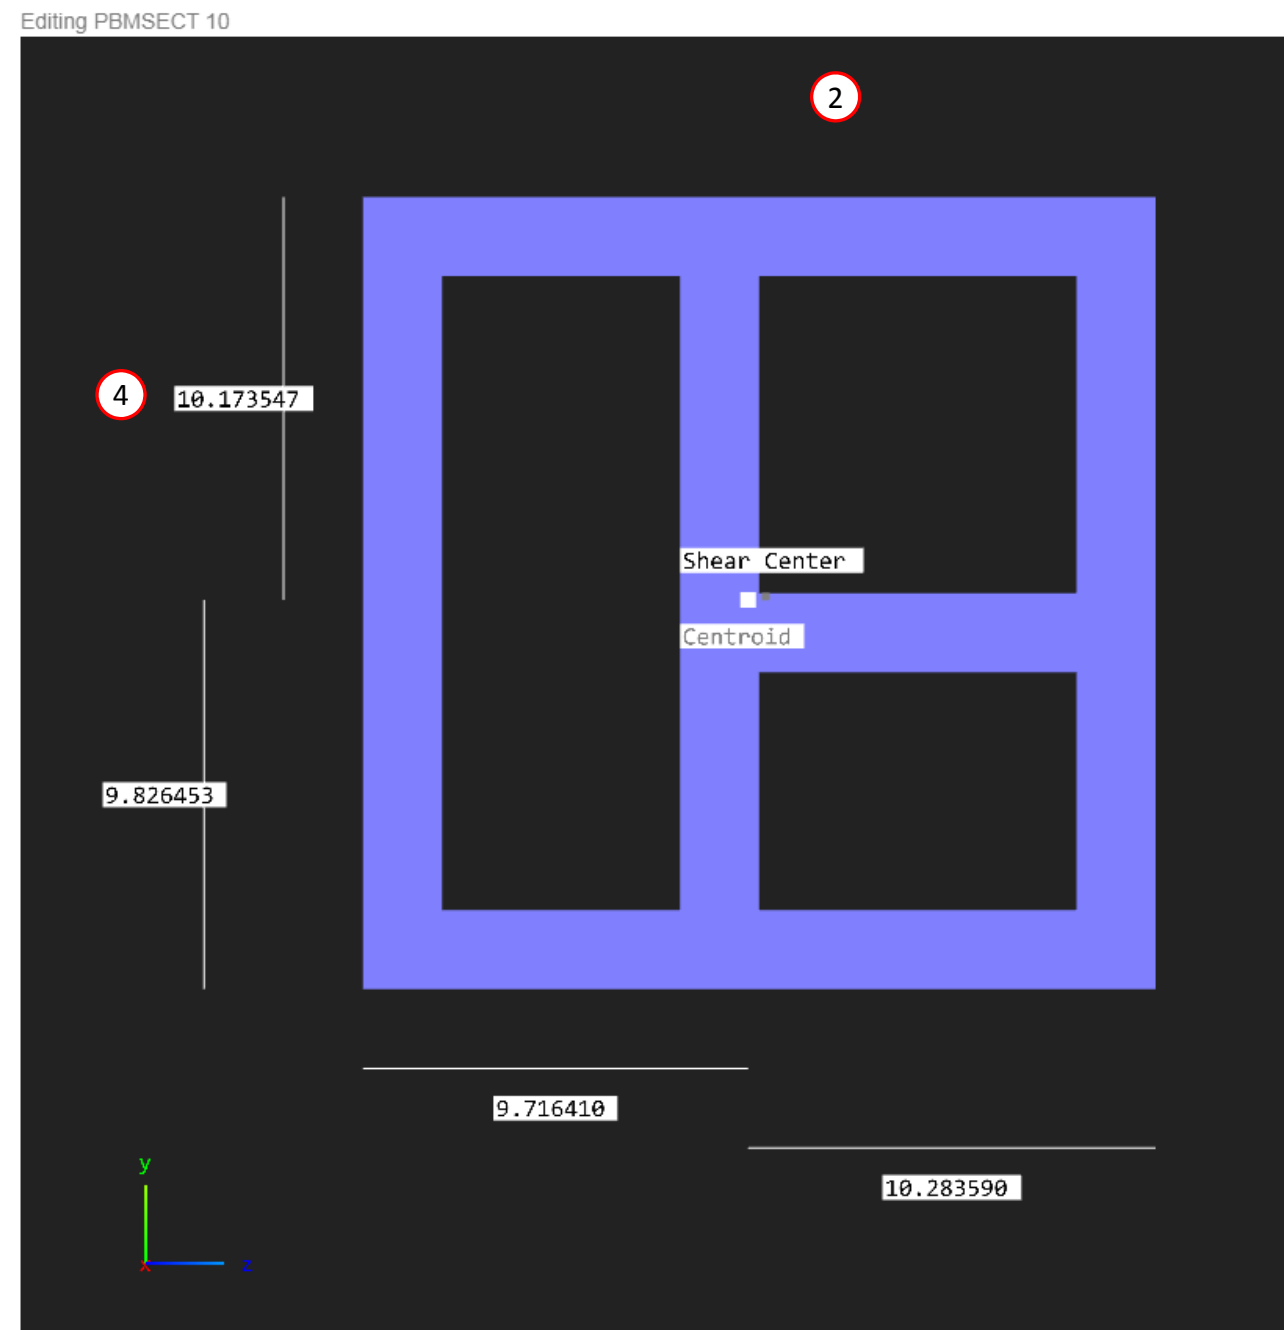 Editing PBMSECT 10
2
4
10.173547
Shear Center
Centroid
9.826453
9.716410
y
10.283590
x
z